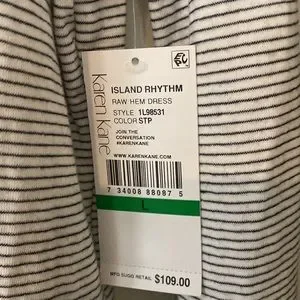 Karen Kane
ISLAND RHYTHM
RAW HEM DRESS
STYLE 1L98531
COLOR STP
JOIN THE
CONVERSATION
#KARENKANE
WWW.KARENKANE.COM
7 34008 88087 5
L
MFG SUGG RETAIL $109.00